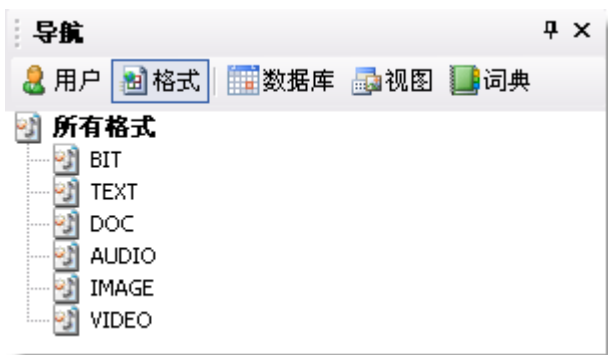 导航
用户 格式 数据库 视图 词典
所有格式
BIT
TEXT
DOC
AUDIO
IMAGE
VIDEO